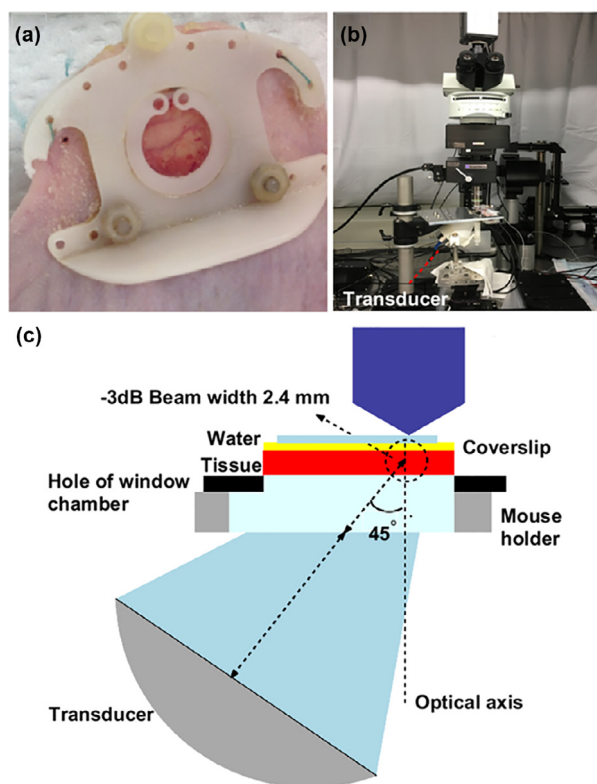 (a)
(b)
Transducer
(c)
-3dB Beam width 2.4 mm
Water
Coverslip
Tissue
Hole of window
chamber
Mouse
holder
45°
Optical axis
Transducer